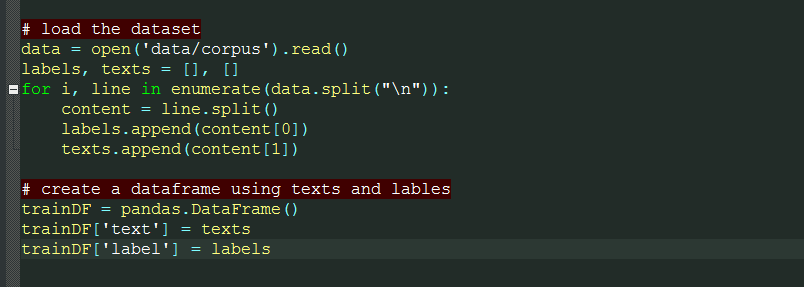 # load the dataset
data = open('data/corpus').read()
labels, texts = [], []
for i, line in enumerate(data.split("\n")):
    content = line.split()
    labels.append(content[0])
    texts.append(content[1])

# create a dataframe using texts and lables
trainDF = pandas.DataFrame()
trainDF['text'] = texts
trainDF['label'] = labels